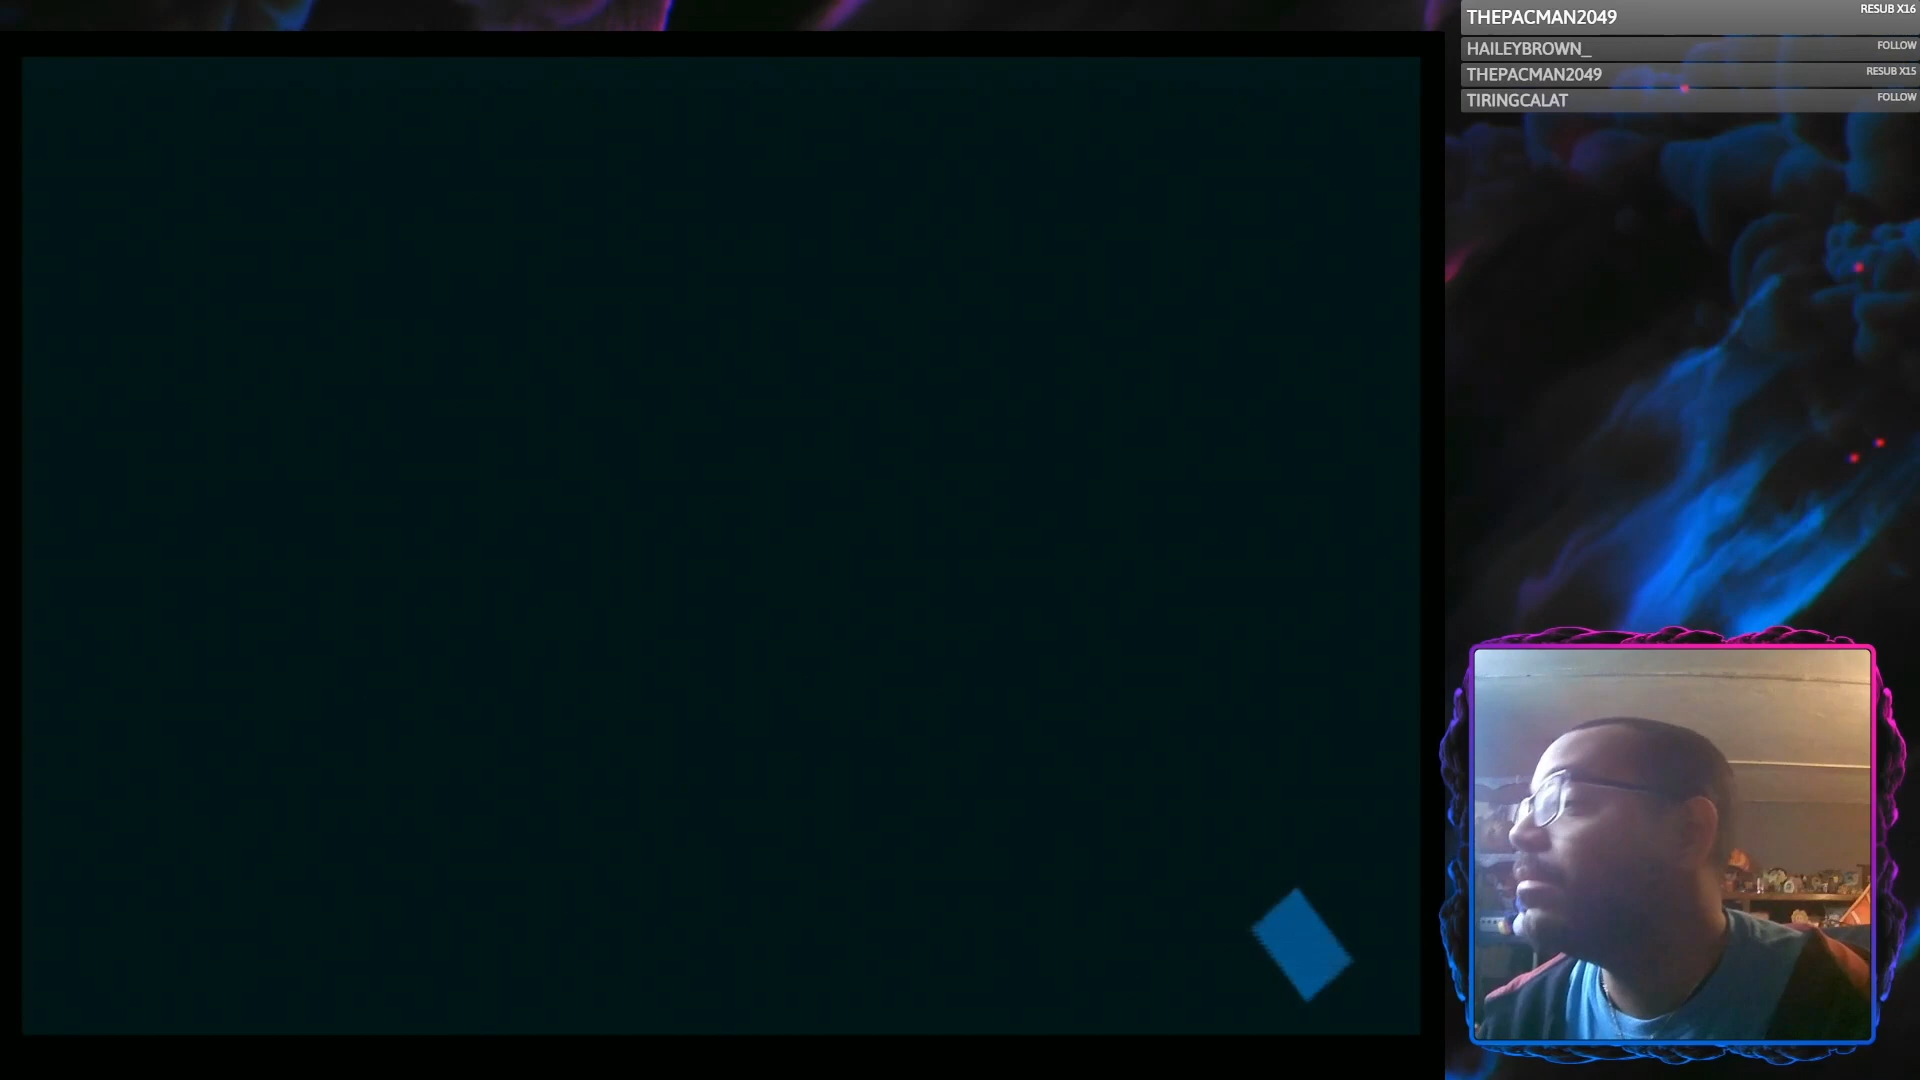 THEPACMAN2049 RESUB X16
HAILEYBROWN_ FOLLOW
THEPACMAN2049 RESUB X15
TIRINGCALAT FOLLOW